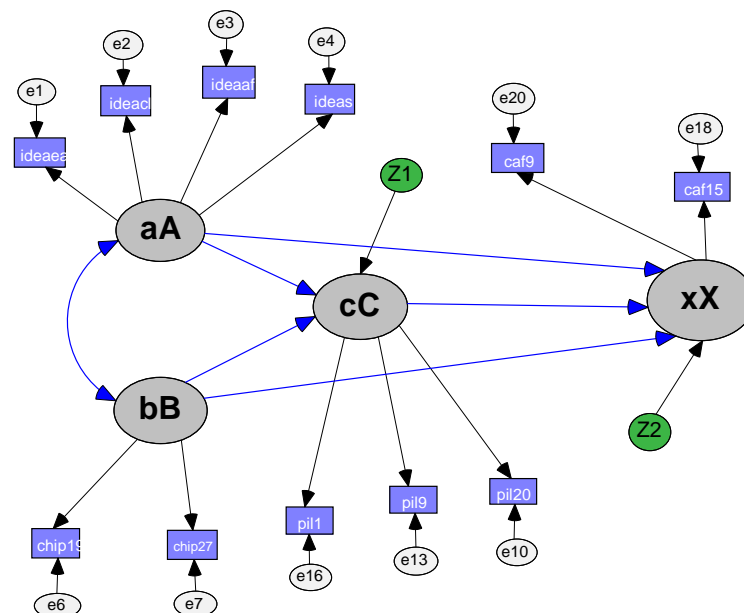 e3
e2
e4
ideaaf
e1
ideacl
ideas
e20
e18
ideaea
caf9
Z1
caf15
aA
xX
cC
bB
Z2
pil20
pil9
pil1
chip19
chip27
e10
e13
e16
e6
e7